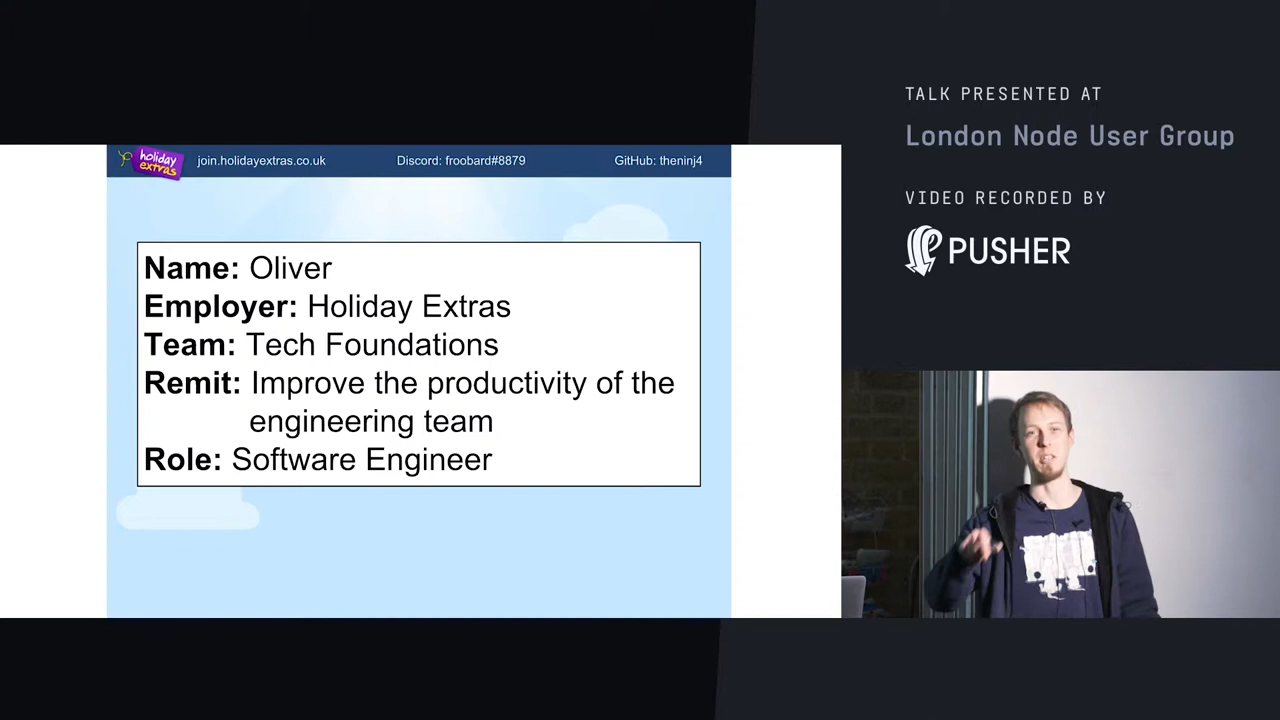 holiday extras
join.holidayextras.co.uk
Discord: froobard#8879
GitHub: theninj4
Name: Oliver
Employer: Holiday Extras
Team: Tech Foundations
Remit: Improve the productivity of the
engineering team
Role: Software Engineer
TALK PRESENTED AT
London Node User Group
VIDEO RECORDED BY
PUSHER